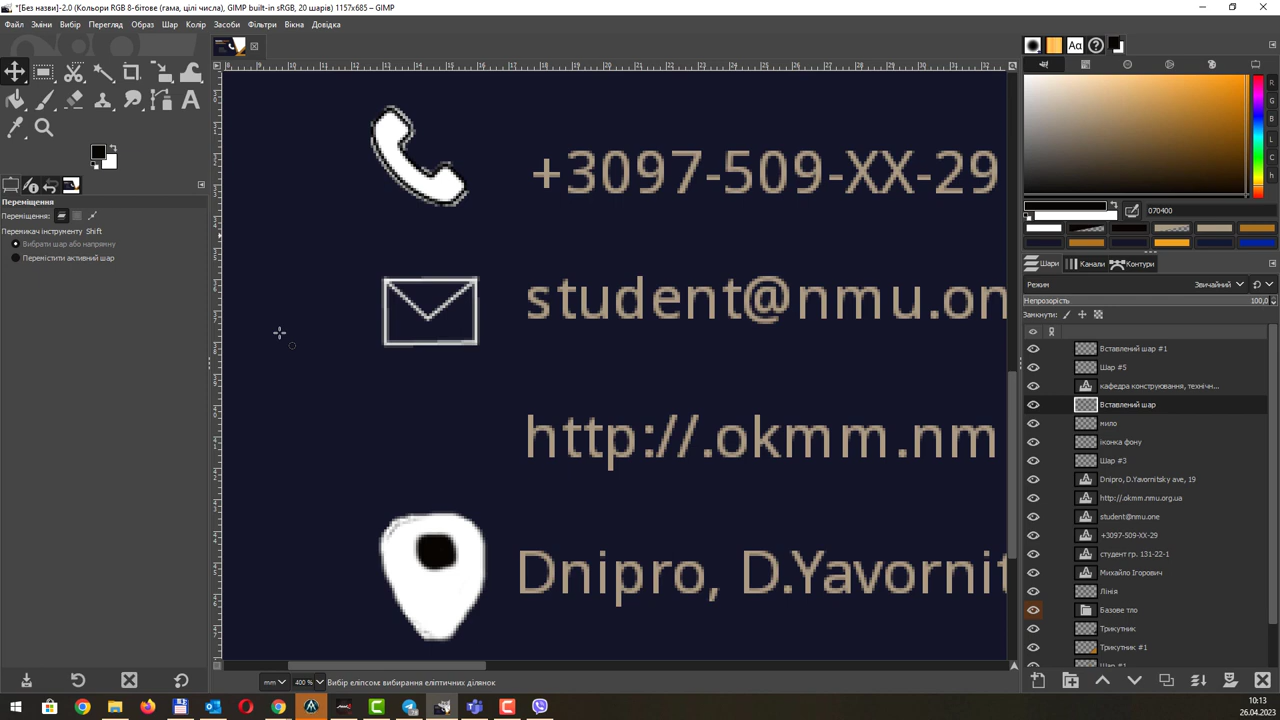 *[Без назви]-2.0 (Кольори RGB 8-бітове (гама, цілі числа), GIMP built-in sRGB, 20 шарів) 1157x685 – GIMP
Файл Зміни Вибір Перегляд Образ Шар Колір Засоби Фільтри Вікна Довідка
Переміщення
Переміщення:
Перемикач інструменту Shift
Вибрати шар або напрямну
Перемістити активний шар
+3097-509-XX-29
student@nmu.on
http://.okmm.nm
Dnipro, D.Yavornit
mm 400 % Вибір еліпсом: вибирання еліптичних ділянок
R
G
B
L
C
h
070400
Шари Канали Контури
Режим Звичайний
Непрозорість 100,0
Замкнути:
Вставлений шар #1
Шар #5
кафедра конструювання, технічн...
Вставлений шар
мило
іконка фону
Шар #3
Dnipro, D.Yavornitsky ave, 19
http://.okmm.nmu.org.ua
student@nmu.one
+3097-509-XX-29
студент гр. 131-22-1
Михайло Ігорович
Лінія
Базове тло
Трикутник
Трикутник #1
Шар #1
10:13
26.04.2023